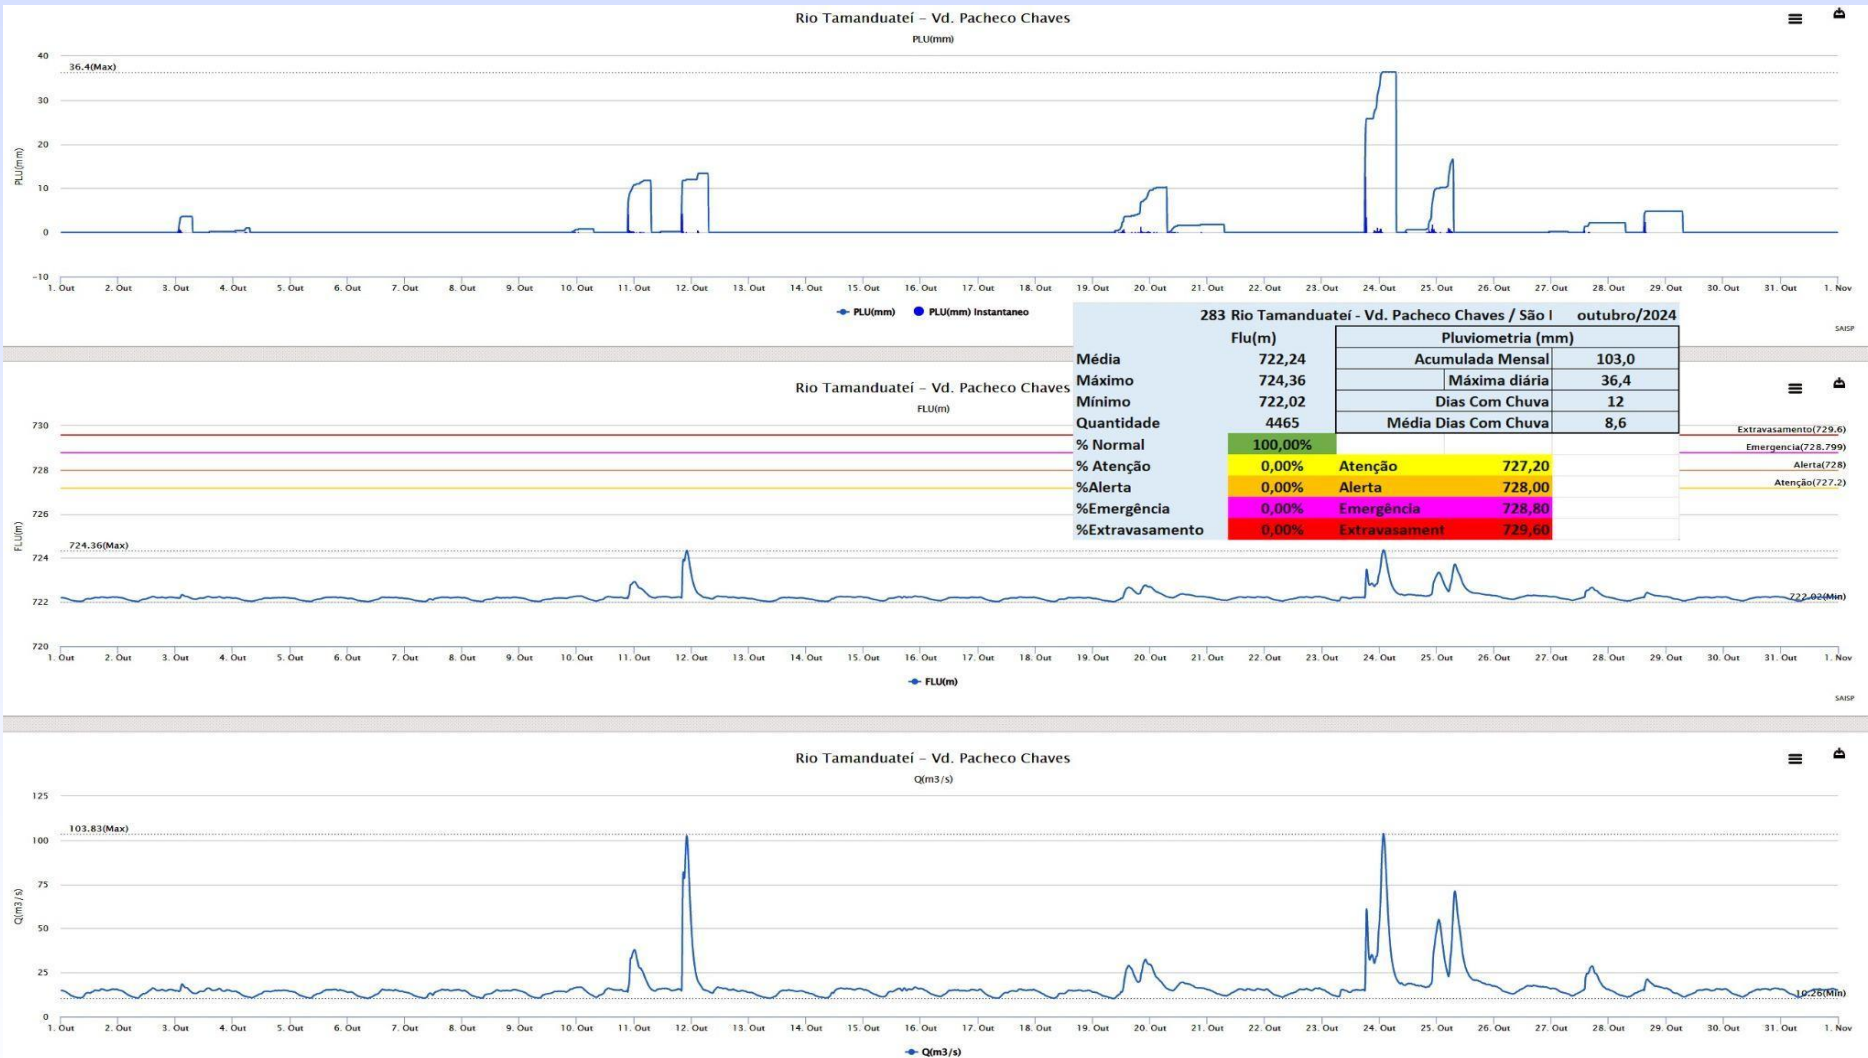 Rio Tamanduateí – Vd. Pacheco Chaves
PLU(mm)
40
36.4(Max)
30
20
10
0
-10
PLU(mm)
1. Out 2. Out 3. Out 4. Out 5. Out 6. Out 7. Out 8. Out 9. Out 10. Out 11. Out 12. Out 13. Out 14. Out 15. Out 16. Out 17. Out 18. Out 19. Out 20. Out 21. Out 22. Out 23. Out 24. Out 25. Out 26. Out 27. Out 28. Out 29. Out 30. Out 31. Out 1. Nov
PLU(mm) PLU(mm) Instantaneo
SAISP
283 Rio Tamanduateí - Vd. Pacheco Chaves / São I outubro/2024
Flu(m) Pluviometria (mm)
Média 722,24 Acumulada Mensal 103,0
Máximo 724,36 Máxima diária 36,4
Mínimo 722,02 Dias Com Chuva 12
Quantidade 4465 Média Dias Com Chuva 8,6
% Normal 100,00%
% Atenção 0,00% Atenção 727,20
%Alerta 0,00% Alerta 728,00
%Emergência 0,00% Emergência 728,80
%Extravasamento 0,00% Extravasament 729,60
Rio Tamanduateí – Vd. Pacheco Chaves
FLU(m)
730
Extravasamento(729.6)
Emergencia(728.799)
728
Alerta(728)
Atenção(727.2)
726
724.36(Max)
724
722
722.02(Min)
720
FLU(m)
1. Out 2. Out 3. Out 4. Out 5. Out 6. Out 7. Out 8. Out 9. Out 10. Out 11. Out 12. Out 13. Out 14. Out 15. Out 16. Out 17. Out 18. Out 19. Out 20. Out 21. Out 22. Out 23. Out 24. Out 25. Out 26. Out 27. Out 28. Out 29. Out 30. Out 31. Out 1. Nov
FLU(m)
SAISP
Rio Tamanduateí – Vd. Pacheco Chaves
Q(m3/s)
125
103.83(Max)
100
75
50
25
10.26(Min)
0
Q(m3/s)
1. Out 2. Out 3. Out 4. Out 5. Out 6. Out 7. Out 8. Out 9. Out 10. Out 11. Out 12. Out 13. Out 14. Out 15. Out 16. Out 17. Out 18. Out 19. Out 20. Out 21. Out 22. Out 23. Out 24. Out 25. Out 26. Out 27. Out 28. Out 29. Out 30. Out 31. Out 1. Nov
Q(m3/s)